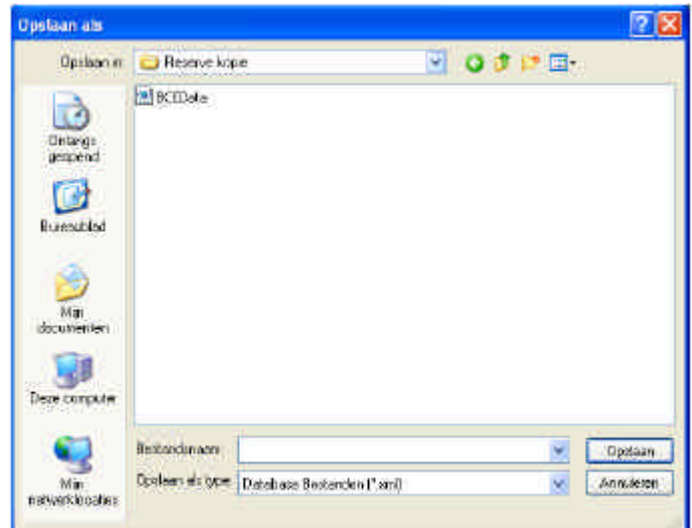 Opslaan als
Opslaan in:
Reserve kopie
BCEData
Onlangs
geopend
Bureaublad
Mijn
documenten
Deze computer
Mijn
netwerklocaties
Bestandsnaam:
Opslaan
Opslaan als type:
Database Bestanden (*.xml)
Annuleren